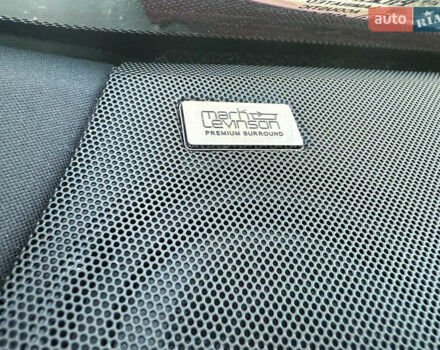 auto RIA
mark
Levinson
PREMIUM SURROUND